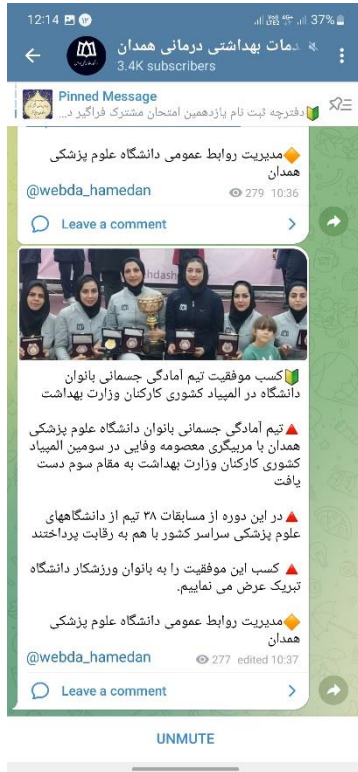 12:14
37%
دمات بهداشتی درمانی همدان
3.4K subscribers
Pinned Message
دفترچه ثبت نام یازدهمین امتحان مشترک فراگیر د...
مدیریت روابط عمومی دانشگاه علوم پزشکی
همدان
@webda_hamedan
279 10:36
Leave a comment
کسب موفقیت تیم آمادگی جسمانی بانوان
دانشگاه در المپیاد کشوری کارکنان وزارت بهداشت
تیم آمادگی جسمانی بانوان دانشگاه علوم پزشکی
همدان با مربیگری معصومه وفایی در سومین المپیاد
کشوری کارکنان وزارت بهداشت به مقام سوم دست
یافت
در این دوره از مسابقات ۳۸ تیم از دانشگاههای
علوم پزشکی سراسر کشور با هم به رقابت پرداختند
کسب این موفقیت را به بانوان ورزشکار دانشگاه
تبریک عرض می نماییم.
مدیریت روابط عمومی دانشگاه علوم پزشکی
همدان
@webda_hamedan
277 edited 10:37
Leave a comment
UNMUTE